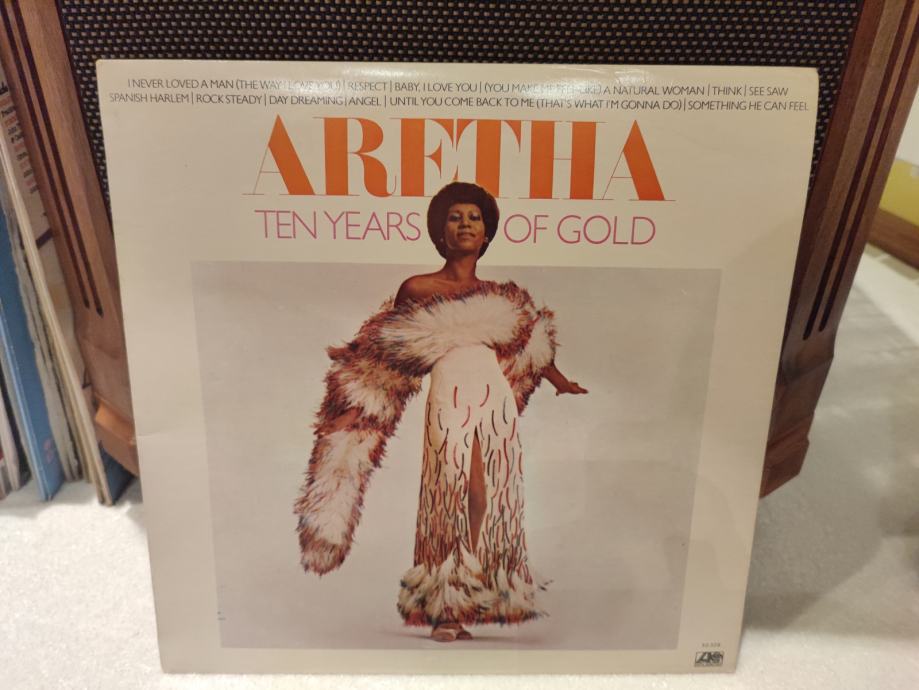 I NEVER LOVED A MAN (THE WAY I LOVE YOU) | RESPECT | BABY, I LOVE YOU | (YOU MAKE ME FEEL LIKE) A NATURAL WOMAN | THINK | SEE SAW
SPANISH HARLEM | ROCK STEADY | DAY DREAMING | ANGEL | UNTIL YOU COME BACK TO ME (THAT'S WHAT I'M GONNA DO) | SOMETHING HE CAN FEEL
ARETHA
TEN YEARS OF GOLD